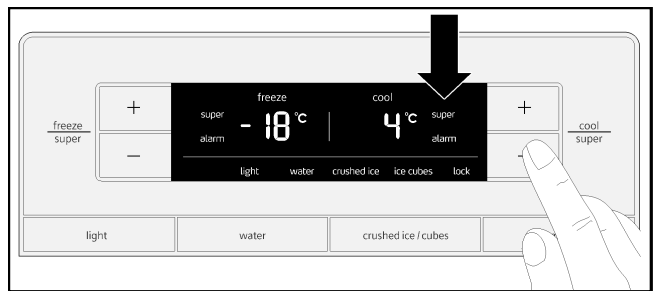 freeze
super
+
−
freeze cool
super - 18 °C 4 °C super
alarm alarm
light water crushed ice ice cubes lock
+
−
cool
super
light water crushed ice / cubes